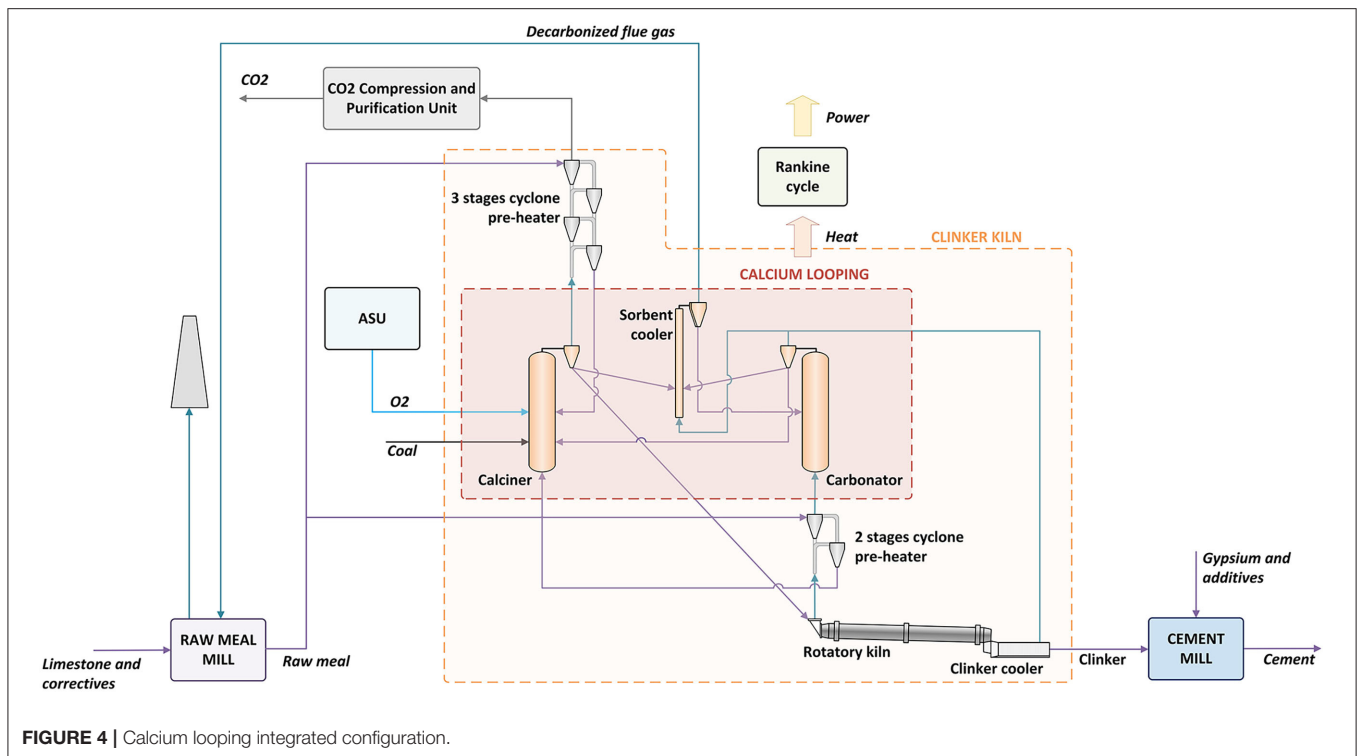 Decarbonized flue gas
CO2
CO2 Compression and
Purification Unit
Power
Rankine
cycle
3 stages cyclone
pre-heater
Heat
CLINKER KILN
CALCIUM LOOPING
ASU
Sorbent
cooler
O2
Coal
Calciner
Carbonator
2 stages cyclone
pre-heater
Gypsium and
additives
RAW MEAL
MILL
Raw meal
Limestone and
correctives
Rotatory kiln
Clinker cooler
Clinker
CEMENT
MILL
Cement
FIGURE 4 | Calcium looping integrated configuration.